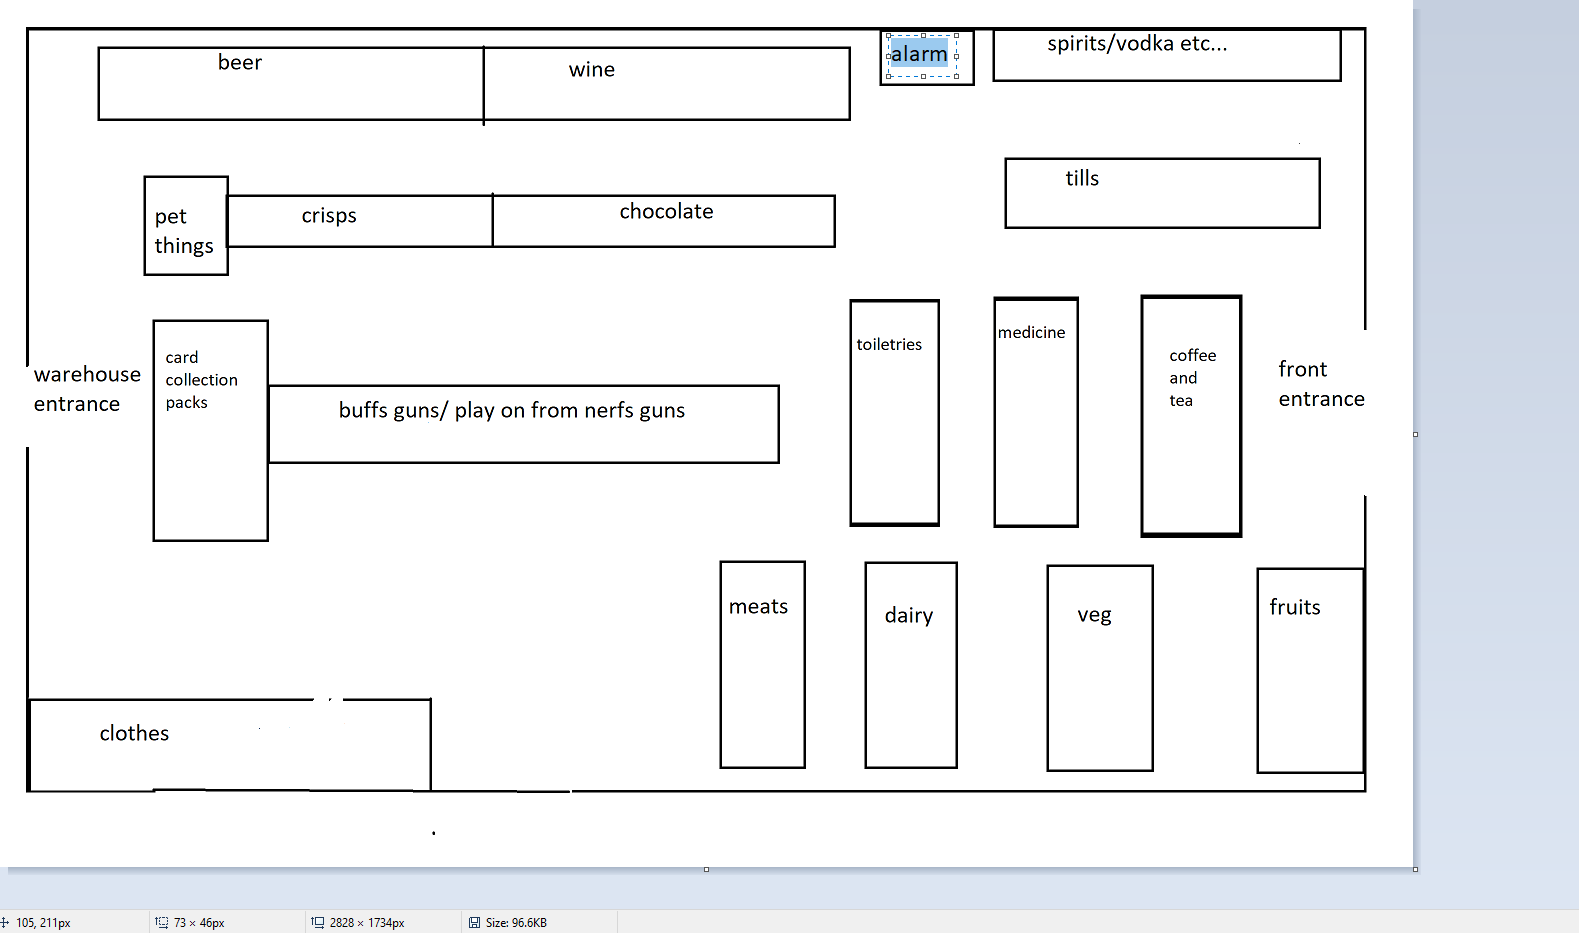 beer
wine
alarm
spirits/vodka etc...
pet
things
crisps
chocolate
tills
warehouse
entrance
card
collection
packs
buffs guns/ play on from nerfs guns
toiletries
medicine
coffee
and
tea
front
entrance
meats
dairy
veg
fruits
clothes
105, 211px
73 × 46px
2828 × 1734px
Size: 96.6KB